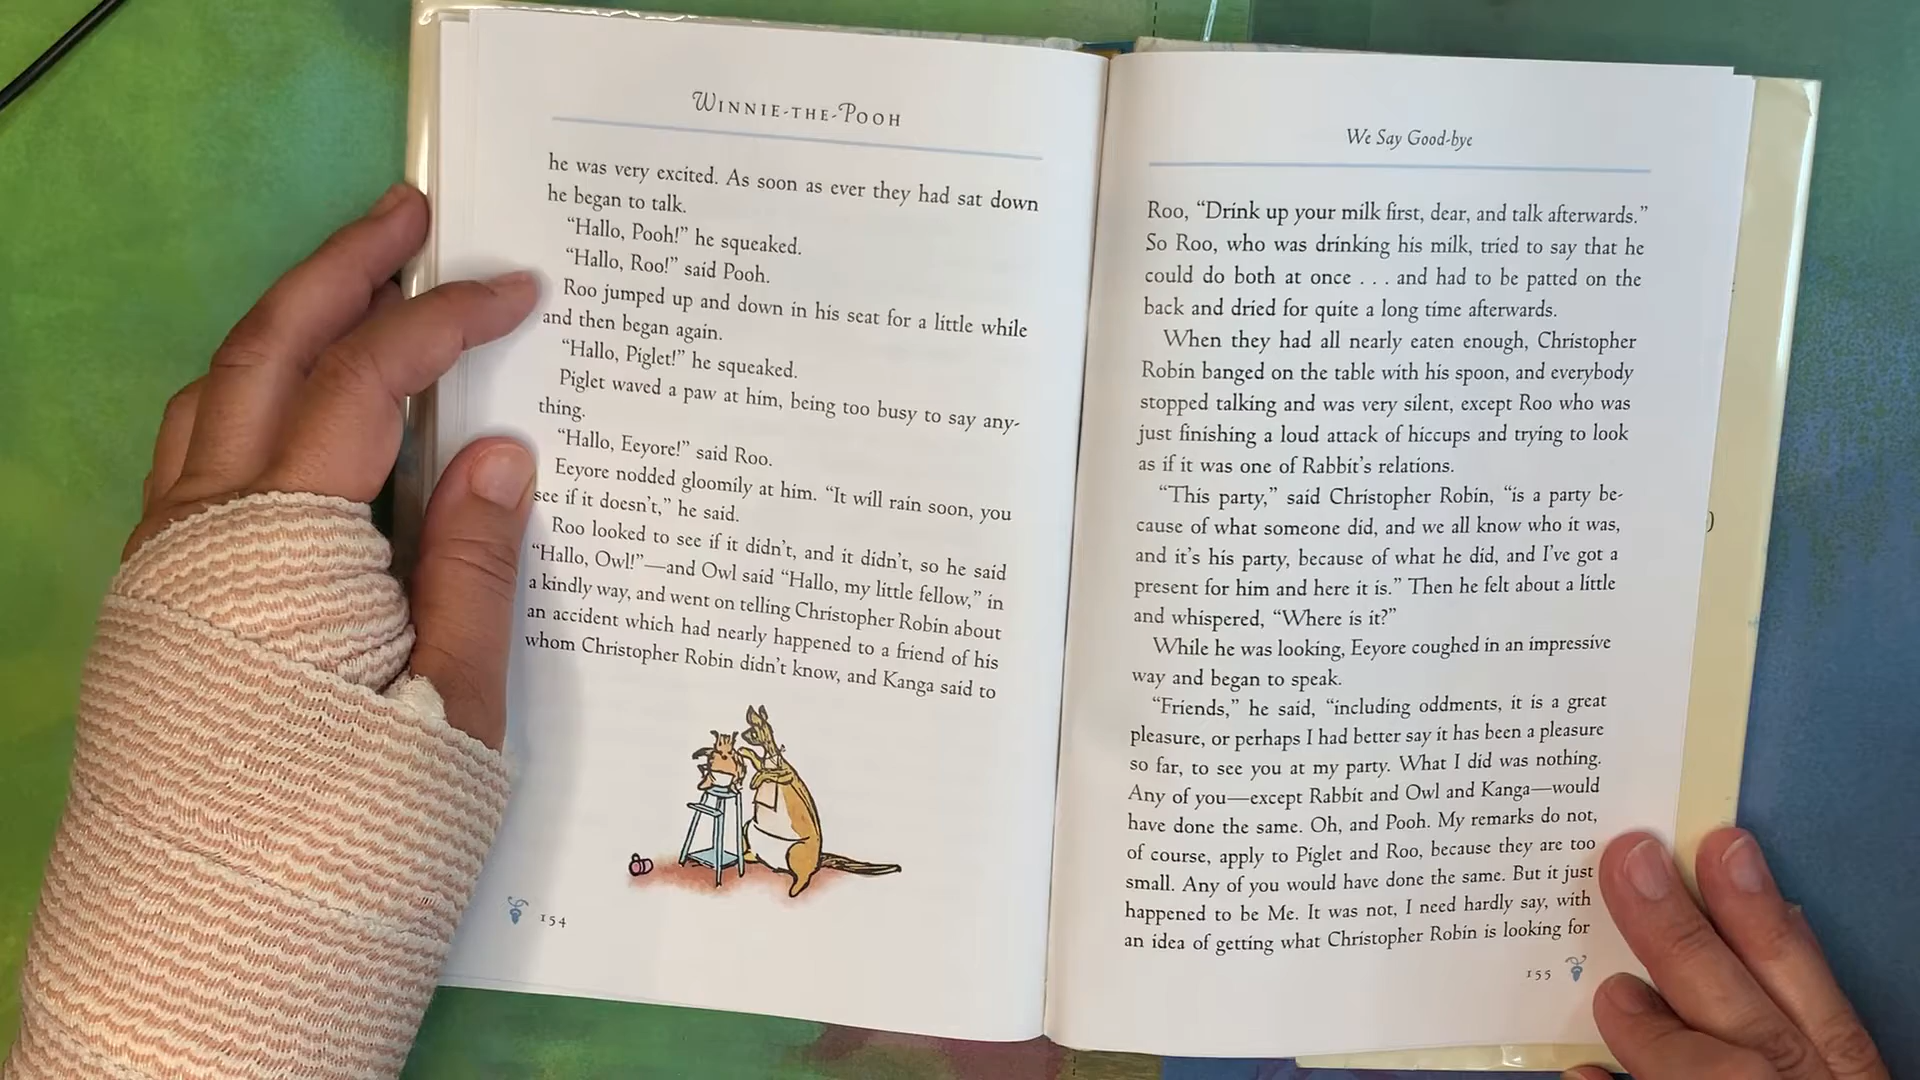 WINNIE-THE-POOH
he was very excited. As soon as ever they had sat down
he began to talk.
“Hallo, Pooh!” he squeaked.
“Hallo, Roo!” said Pooh.
Roo jumped up and down in his seat for a little while
and then began again.
“Hallo, Piglet!” he squeaked.
Piglet waved a paw at him, being too busy to say any-
thing.
“Hallo, Eeyore!” said Roo.
Eeyore nodded gloomily at him. “It will rain soon, you
see if it doesn’t,” he said.
Roo looked to see if it didn’t, and it didn’t, so he said
“Hallo, Owl!”—and Owl said “Hallo, my little fellow,” in
a kindly way, and went on telling Christopher Robin about
an accident which had nearly happened to a friend of his
whom Christopher Robin didn’t know, and Kanga said to
154
We Say Good-bye
Roo, “Drink up your milk first, dear, and talk afterwards.”
So Roo, who was drinking his milk, tried to say that he
could do both at once . . . and had to be patted on the
back and dried for quite a long time afterwards.
When they had all nearly eaten enough, Christopher
Robin banged on the table with his spoon, and everybody
stopped talking and was very silent, except Roo who was
just finishing a loud attack of hiccups and trying to look
as if it was one of Rabbit’s relations.
“This party,” said Christopher Robin, “is a party be-
cause of what someone did, and we all know who it was,
and it’s his party, because of what he did, and I’ve got a
present for him and here it is.” Then he felt about a little
and whispered, “Where is it?”
While he was looking, Eeyore coughed in an impressive
way and began to speak.
“Friends,” he said, “including oddments, it is a great
pleasure, or perhaps I had better say it has been a pleasure
so far, to see you at my party. What I did was nothing.
Any of you—except Rabbit and Owl and Kanga—would
have done the same. Oh, and Pooh. My remarks do not,
of course, apply to Piglet and Roo, because they are too
small. Any of you would have done the same. But it just
happened to be Me. It was not, I need hardly say, with
an idea of getting what Christopher Robin is looking for
155